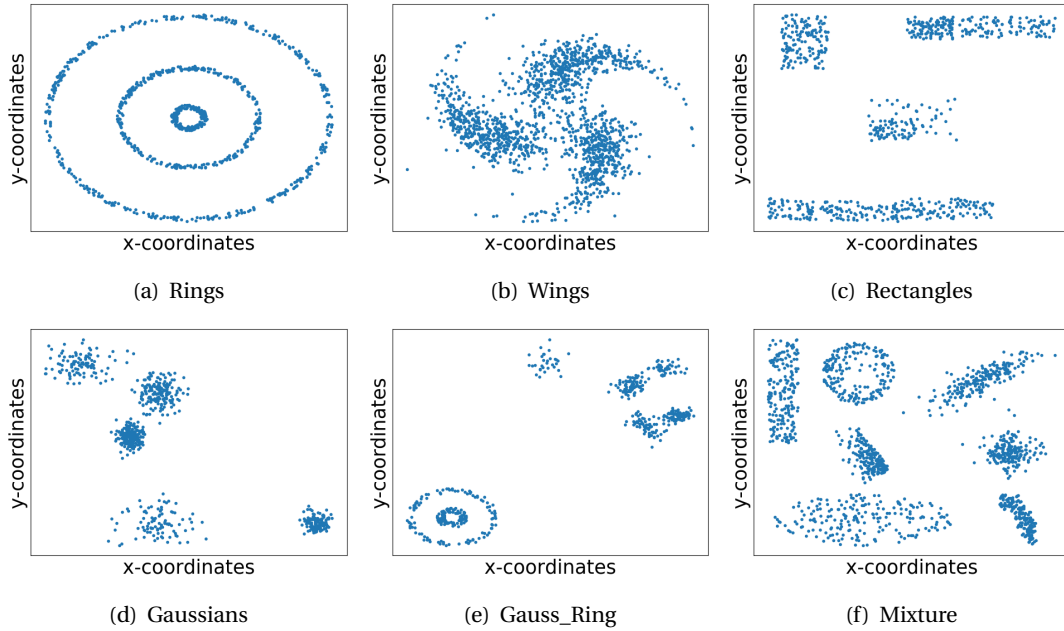 y-coordinates
x-coordinates
(a) Rings
y-coordinates
x-coordinates
(b) Wings
y-coordinates
x-coordinates
(c) Rectangles
y-coordinates
x-coordinates
(d) Gaussians
y-coordinates
x-coordinates
(e) Gauss_Ring
y-coordinates
x-coordinates
(f) Mixture